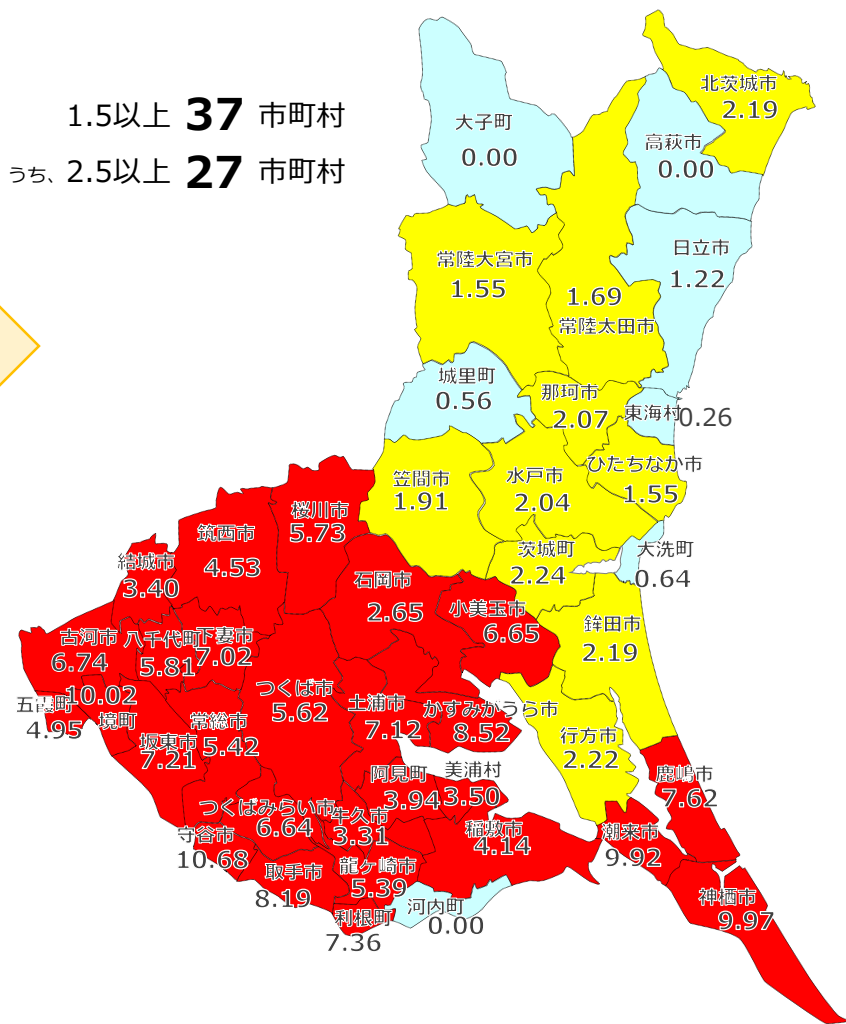 1.5以上 37 市町村
うち、2.5以上 27 市町村
北茨城市
2.19
大子町
0.00
高萩市
0.00
日立市
1.22
常陸大宮市
1.55
1.69
常陸太田市
城里町
0.56
那珂市
2.07
東海村
0.26
ひたちなか市
1.55
水戸市
2.04
笠間市
1.91
桜川市
5.73
筑西市
4.53
結城市
3.40
茨城町
2.24
大洗町
0.64
石岡市
2.65
小美玉市
6.65
鉾田市
2.19
古河市
6.74
八千代町
5.81
下妻市
7.02
つくば市
5.62
土浦市
7.12
かすみがうら市
8.52
五霞町
4.95
10.02
境町
坂東市
7.21
常総市
5.42
行方市
2.22
阿見町
3.94
美浦村
3.50
鹿嶋市
7.62
つくばみらい市
6.64
牛久市
3.31
稲敷市
4.14
潮来市
9.92
守谷市
10.68
取手市
8.19
龍ヶ崎市
5.39
神栖市
9.97
利根町
7.36
河内町
0.00